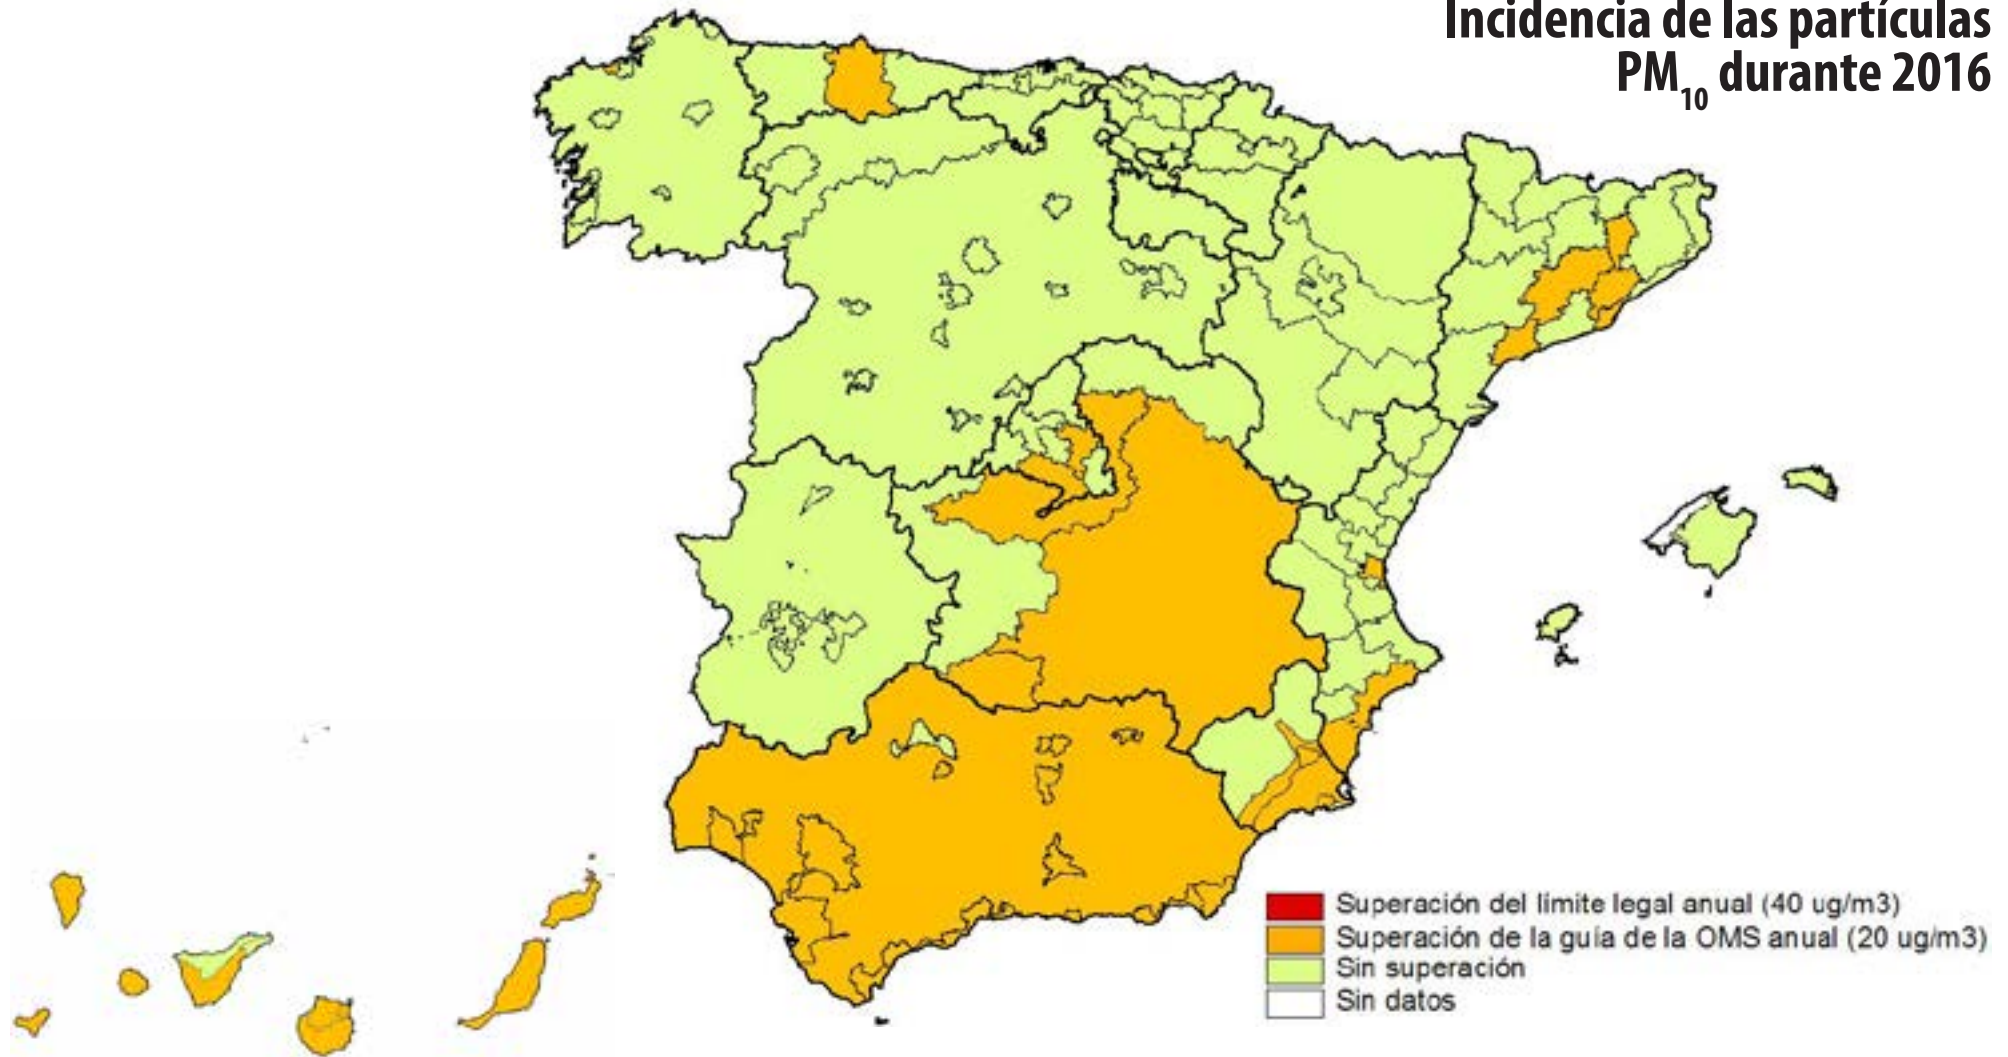 Incidencia de las partículas
PM₁₀ durante 2016
Superación del limite legal anual (40 ug/m3)
Superación de la guía de la OMS anual (20 ug/m3)
Sin superación
Sin datos